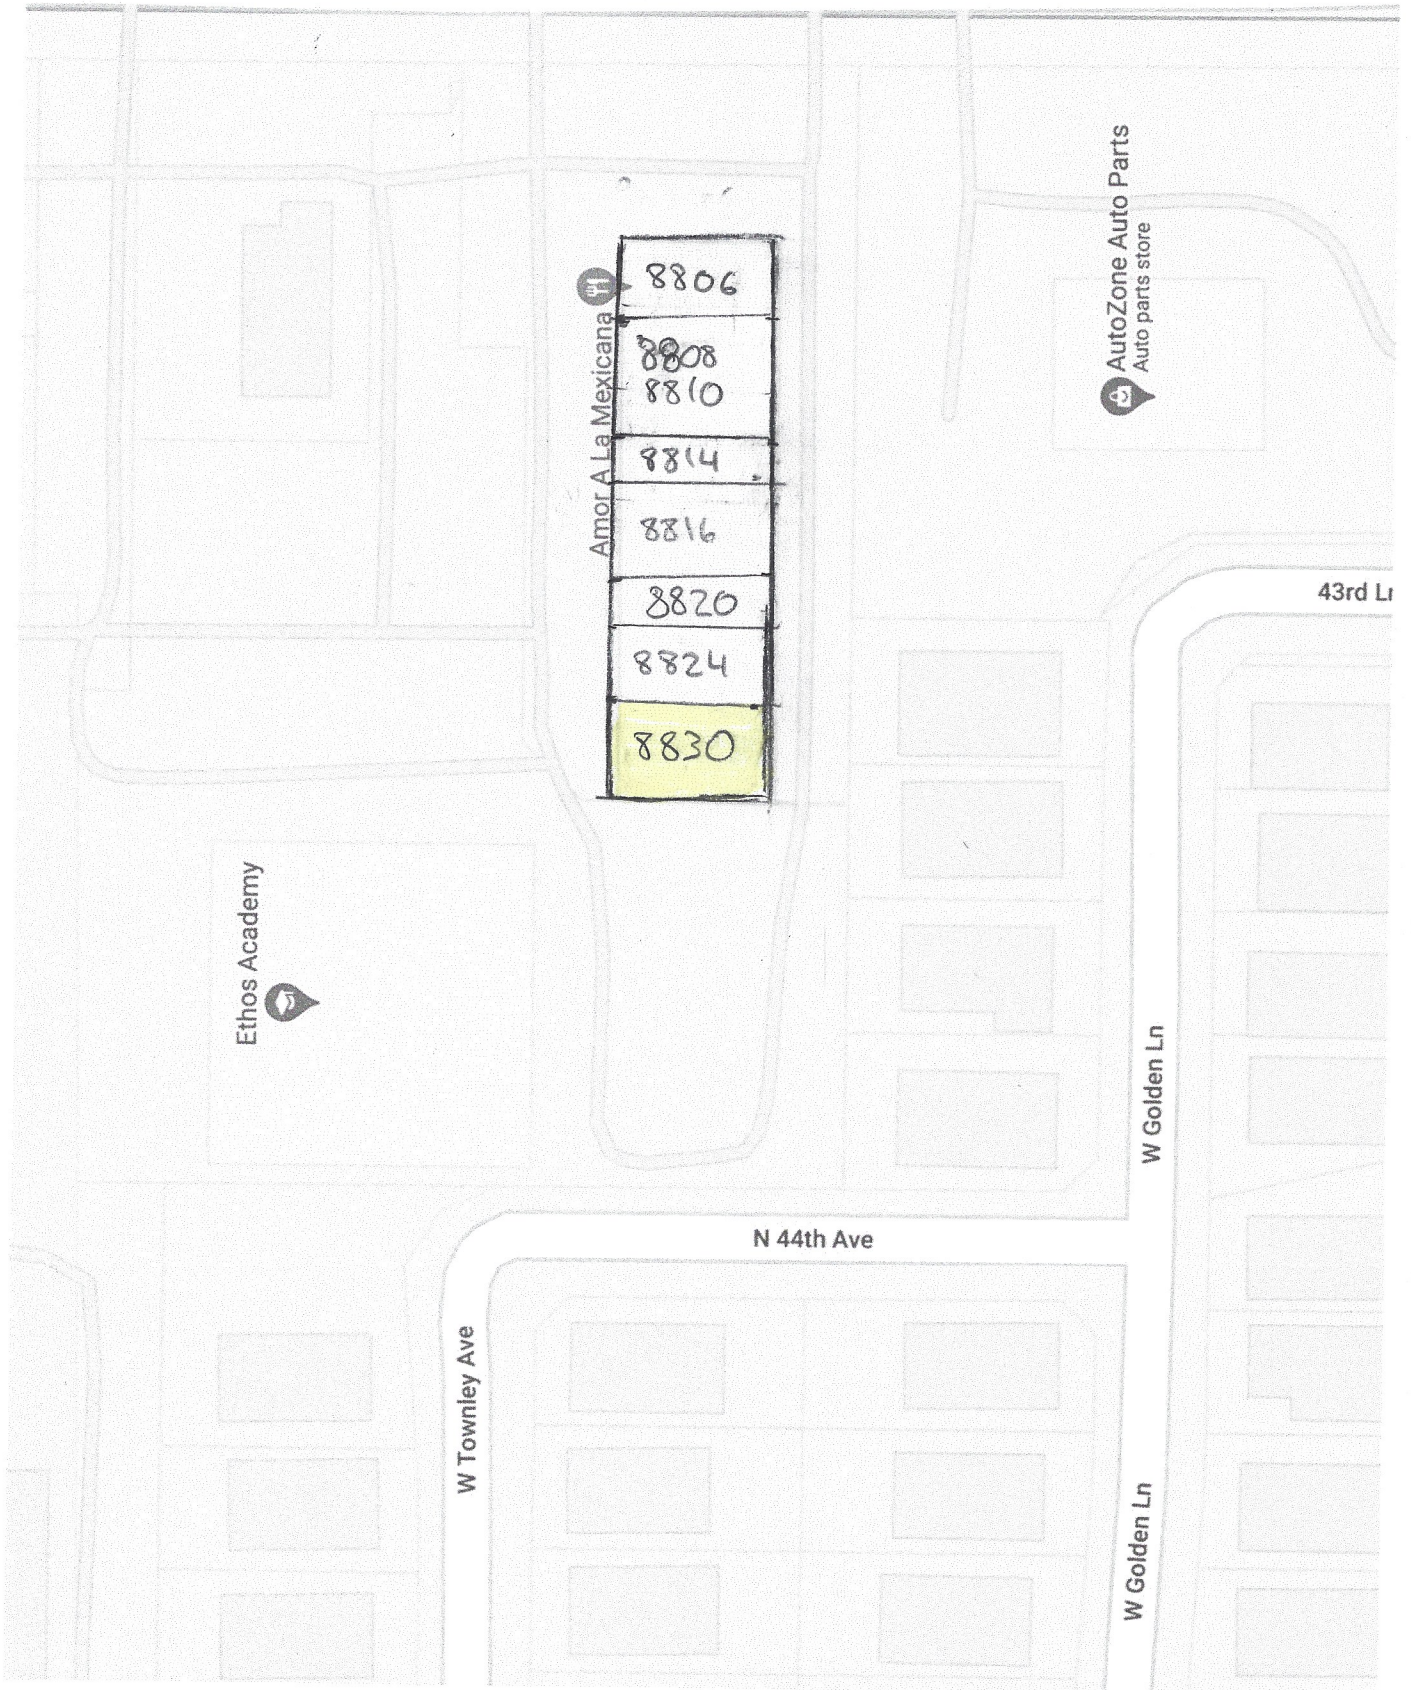 8806
8808
8810
8814
8816
8820
8824
8830
Amor A La Mexicana
AutoZone Auto Parts
Auto parts store
43rd Ln
Ethos Academy
W Golden Ln
N 44th Ave
W Townley Ave
W Golden Ln